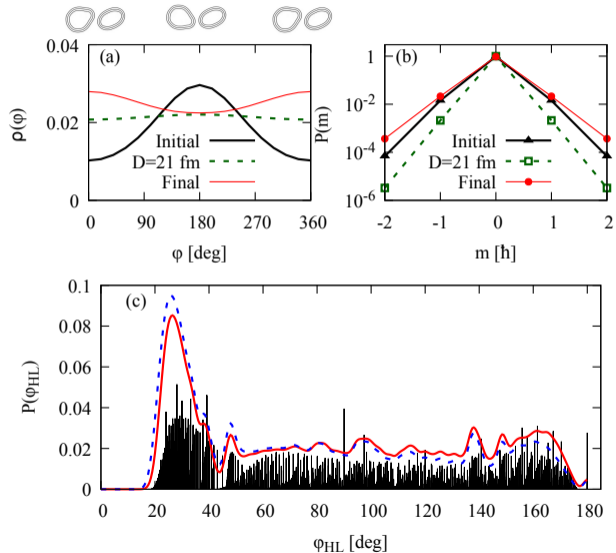 (a)
ρ(φ)
0.04
0.02
0
Initial
D=21 fm
Final
0 90 180 270 360
φ [deg]
(b)
P(m)
1
10⁻²
10⁻⁴
10⁻⁶
Initial
D=21 fm
Final
-2 -1 0 1 2
m [ħ]
(c)
P(φ_HL)
0.1
0.08
0.06
0.04
0.02
0
0 20 40 60 80 100 120 140 160 180
φ_HL [deg]